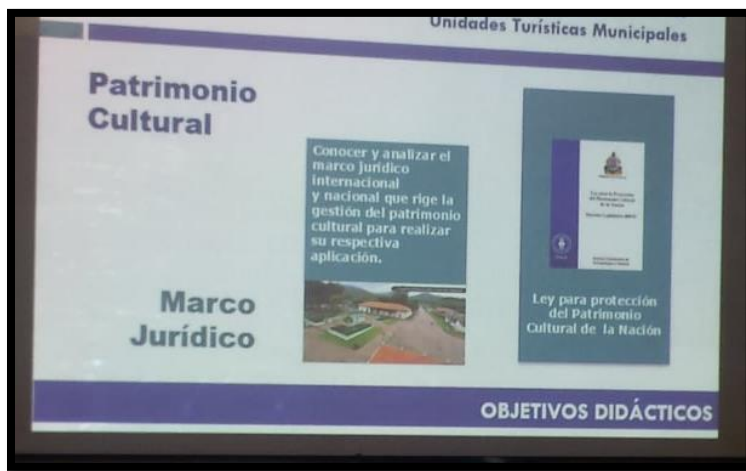 Unidades Turísticas Municipales
Patrimonio
Cultural
Conocer y analizar el
marco jurídico
internacional
y nacional que rige la
gestión del patrimonio
cultural para realizar
su respectiva
aplicación.
Marco
Jurídico
Ley para protección
del Patrimonio
Cultural de la Nación
OBJETIVOS DIDÁCTICOS